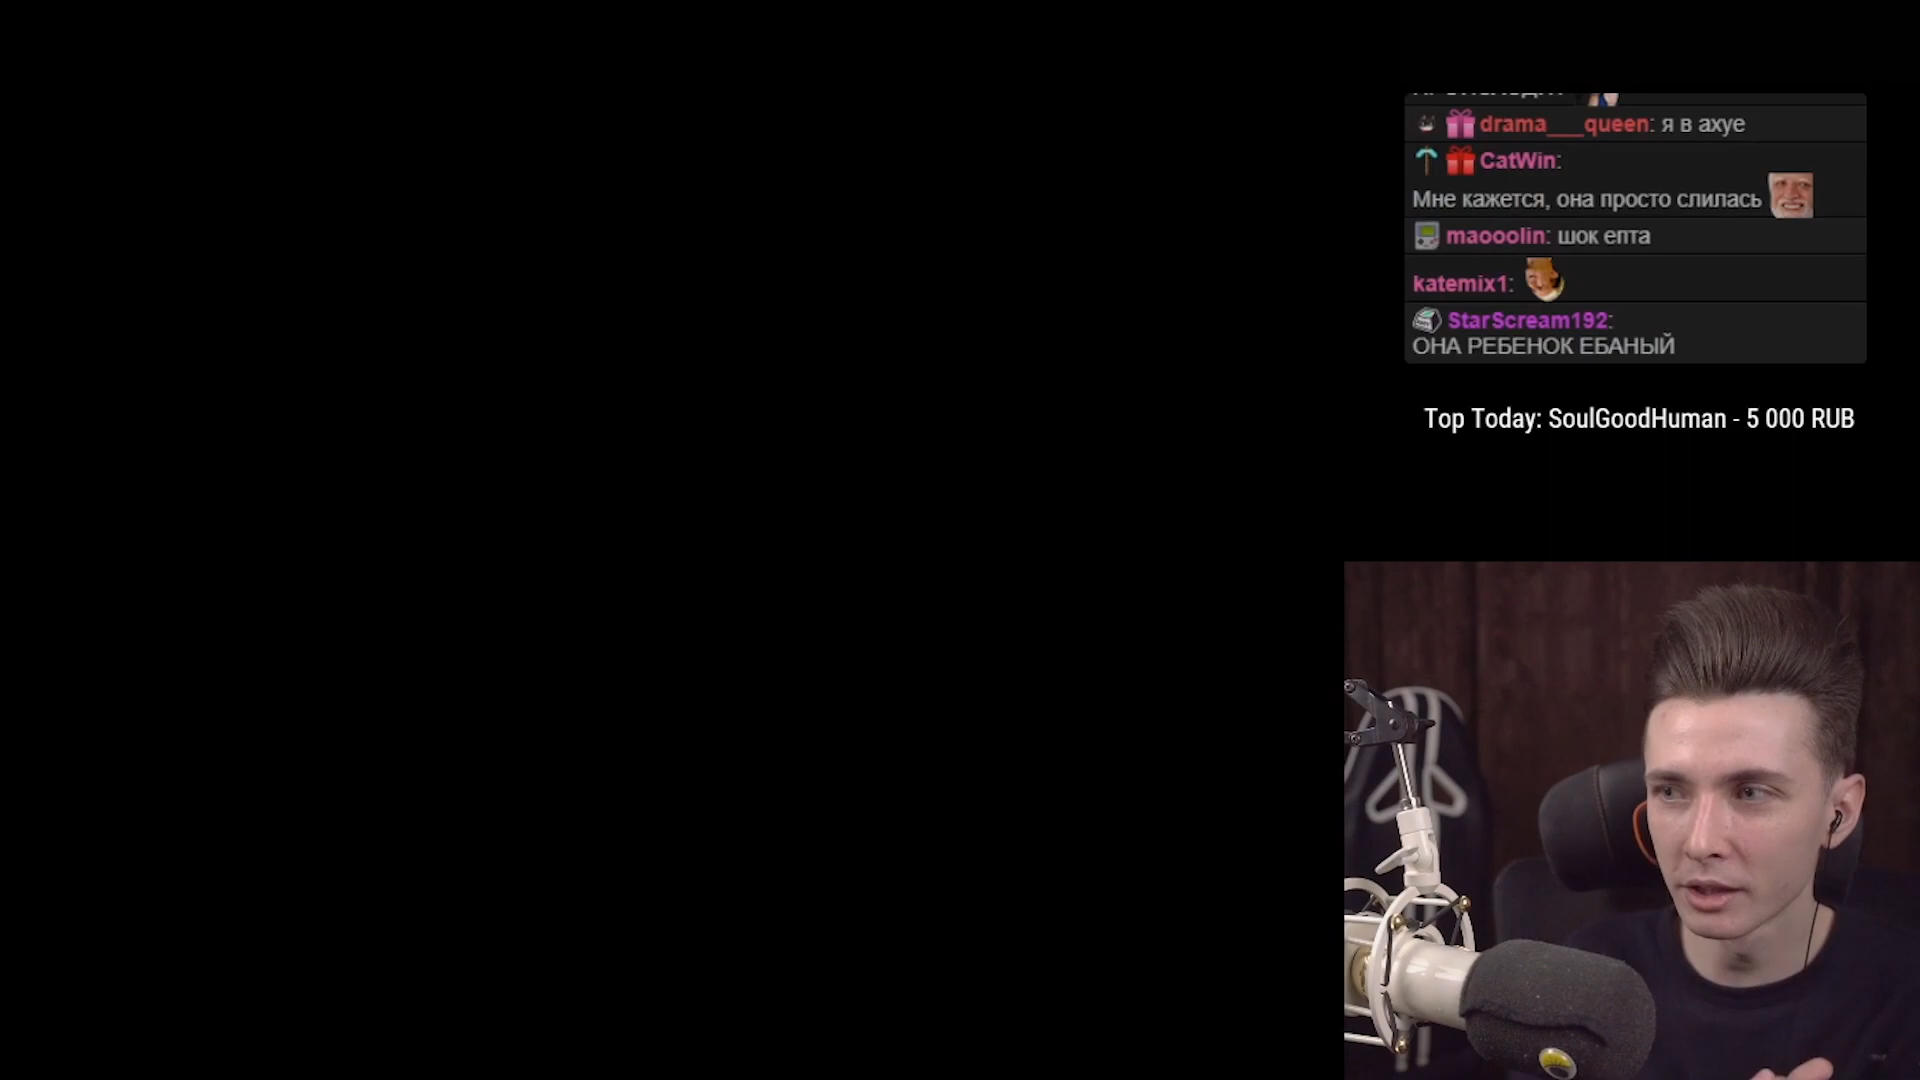 drama___queen: я в ахуе
CatWin:
Мне кажется, она просто слилась
maooolin: шок епта
katemix1:
StarScream192:
ОНА РЕБЕНОК ЕБАНЫЙ
Top Today: SoulGoodHuman - 5 000 RUB